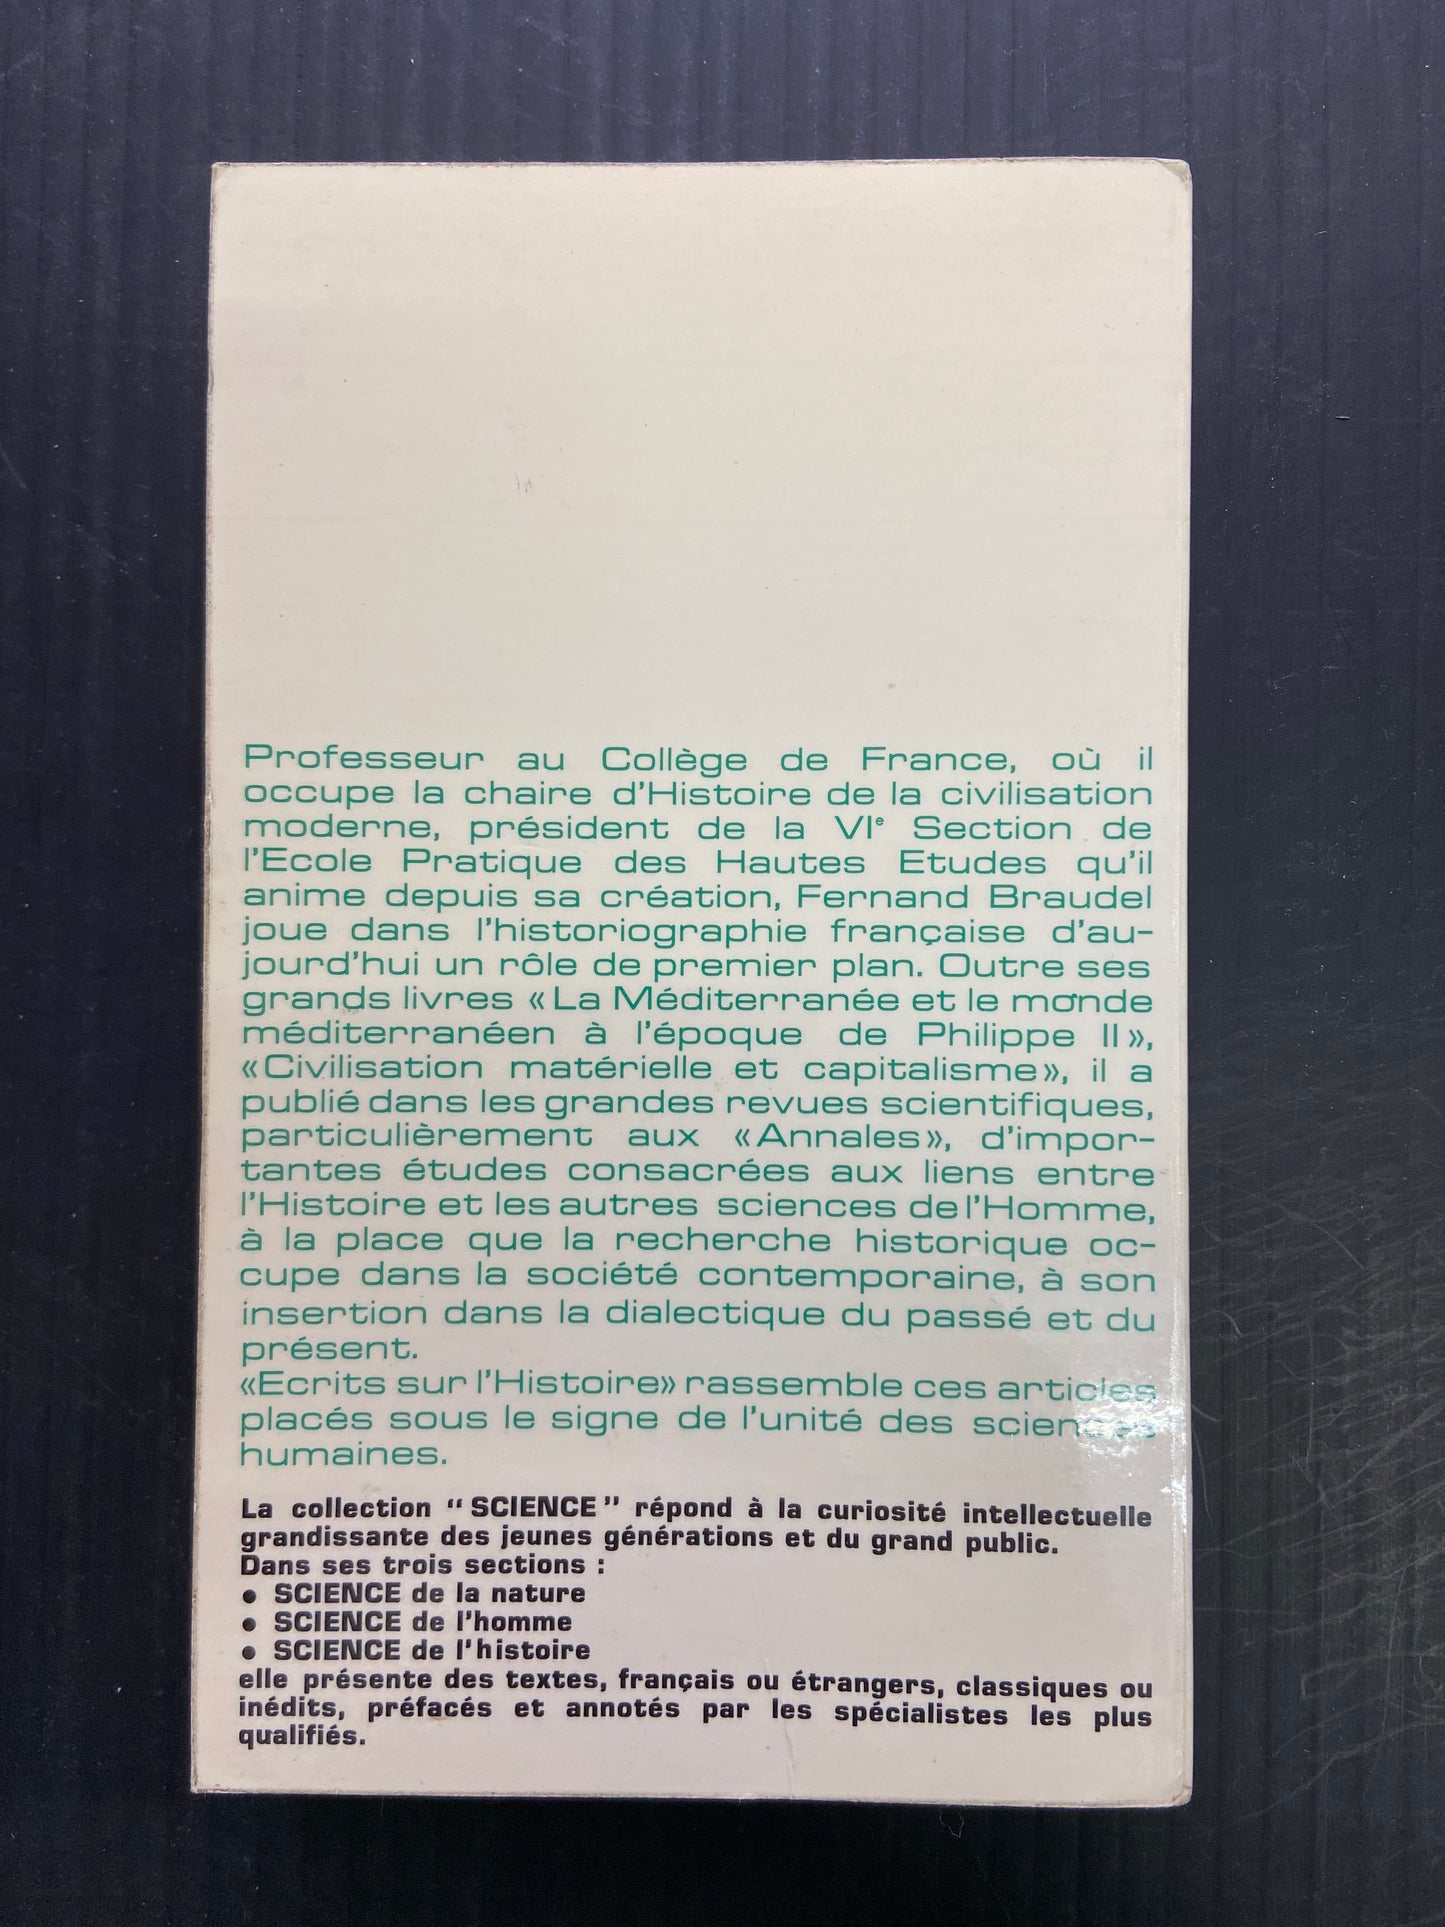 Professeur au Collège de France, où il
occupe la chaire d'Histoire de la civilisation
moderne, président de la VIe Section de
l'Ecole Pratique des Hautes Etudes qu'il
anime depuis sa création, Fernand Braudel
joue dans l'historiographie française d'au-
jourd'hui un rôle de premier plan. Outre ses
grands livres « La Méditerranée et le monde
méditerranéen à l'époque de Philippe II »,
« Civilisation matérielle et capitalisme », il a
publié dans les grandes revues scientifiques,
particulièrement aux « Annales », d'impor-
tantes études consacrées aux liens entre
l'Histoire et les autres sciences de l'Homme,
à la place que la recherche historique oc-
cupe dans la société contemporaine, à son
insertion dans la dialectique du passé et du
présent.
«Ecrits sur l'Histoire» rassemble ces articles
placés sous le signe de l'unité des sciences
humaines.
La collection " SCIENCE " répond à la curiosité intellectuelle
grandissante des jeunes générations et du grand public.
Dans ses trois sections :
• SCIENCE de la nature
• SCIENCE de l'homme
• SCIENCE de l'histoire
elle présente des textes, français ou étrangers, classiques ou
inédits, préfacés et annotés par les spécialistes les plus
qualifiés.